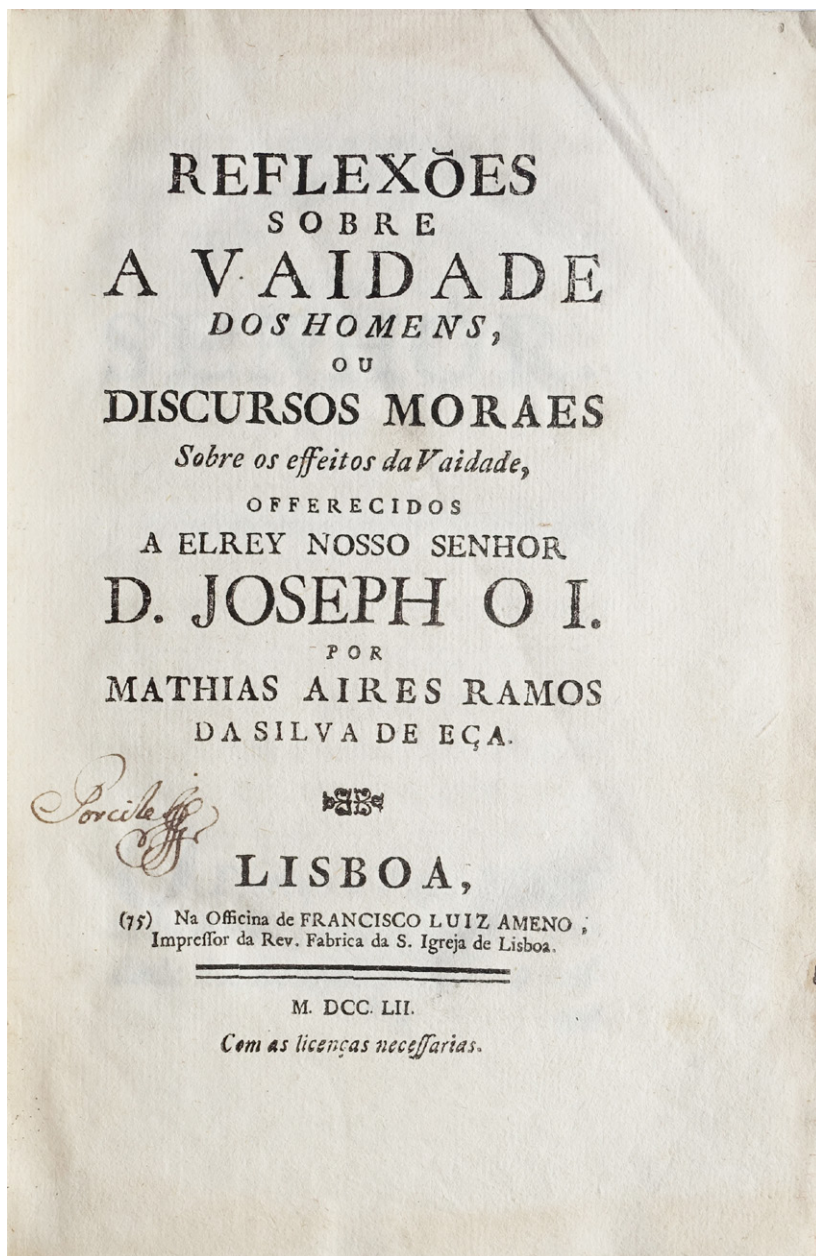 REFLEXÕES
SOBRE
A VAIDADE
DOS HOMENS,
OU
DISCURSOS MORAES
Sobre os effeitos da Vaidade,
OFFERECIDOS
A ELREY NOSSO SENHOR
D. JOSEPH O I.
POR
MATHIAS AIRES RAMOS
DA SILVA DE EÇA.
LISBOA,
(75) Na Officina de FRANCISCO LUIZ AMENO,
Impreſſor da Rev. Fabrica da S. Igreja de Lisboa.
M. DCC. LII.
Com as licenças neceſſarias.